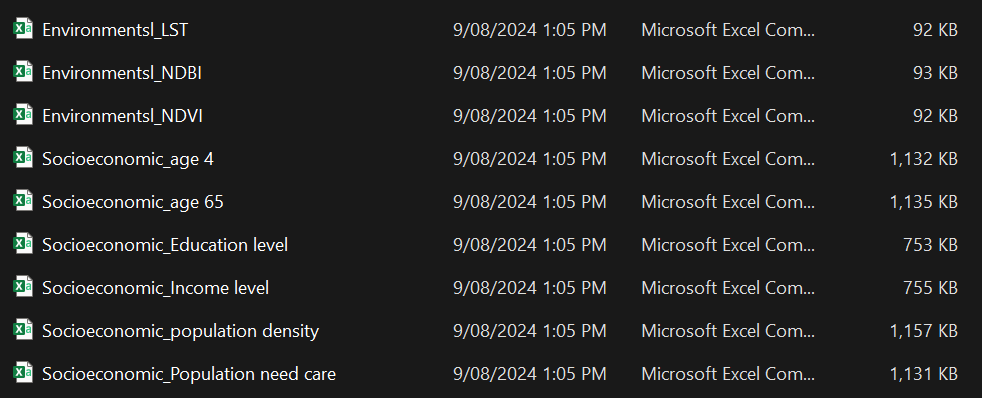 Environmentsl_LST 9/08/2024 1:05 PM Microsoft Excel Com... 92 KB
Environmentsl_NDBI 9/08/2024 1:05 PM Microsoft Excel Com... 93 KB
Environmentsl_NDVI 9/08/2024 1:05 PM Microsoft Excel Com... 92 KB
Socioeconomic_age 4 9/08/2024 1:05 PM Microsoft Excel Com... 1,132 KB
Socioeconomic_age 65 9/08/2024 1:05 PM Microsoft Excel Com... 1,135 KB
Socioeconomic_Education level 9/08/2024 1:05 PM Microsoft Excel Com... 753 KB
Socioeconomic_Income level 9/08/2024 1:05 PM Microsoft Excel Com... 755 KB
Socioeconomic_population density 9/08/2024 1:05 PM Microsoft Excel Com... 1,157 KB
Socioeconomic_Population need care 9/08/2024 1:05 PM Microsoft Excel Com... 1,131 KB